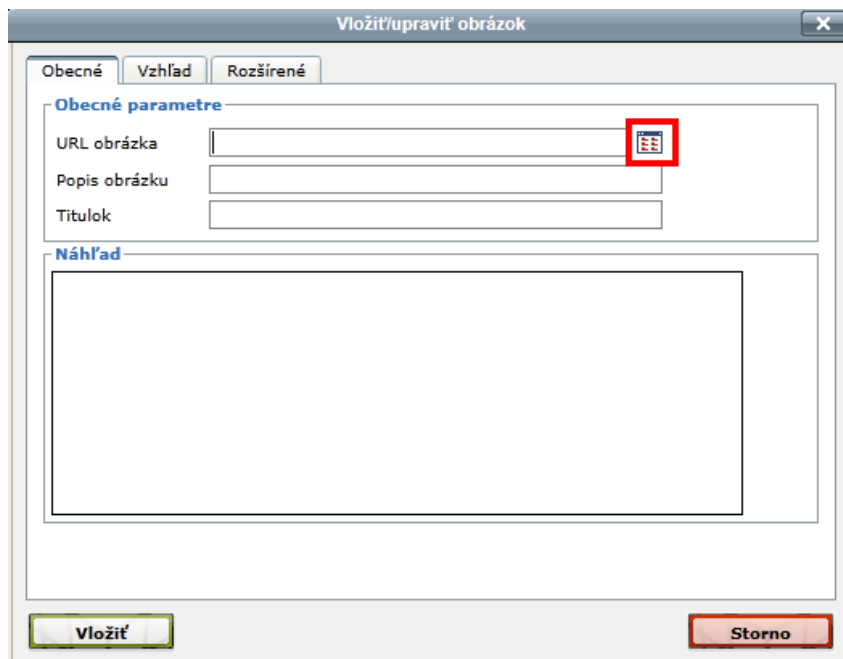 Vložiť/upraviť obrázok
Obecné Vzhľad Rozšírené
Obecné parametre
URL obrázka
Popis obrázku
Titulok
Náhľad
Vložiť Storno